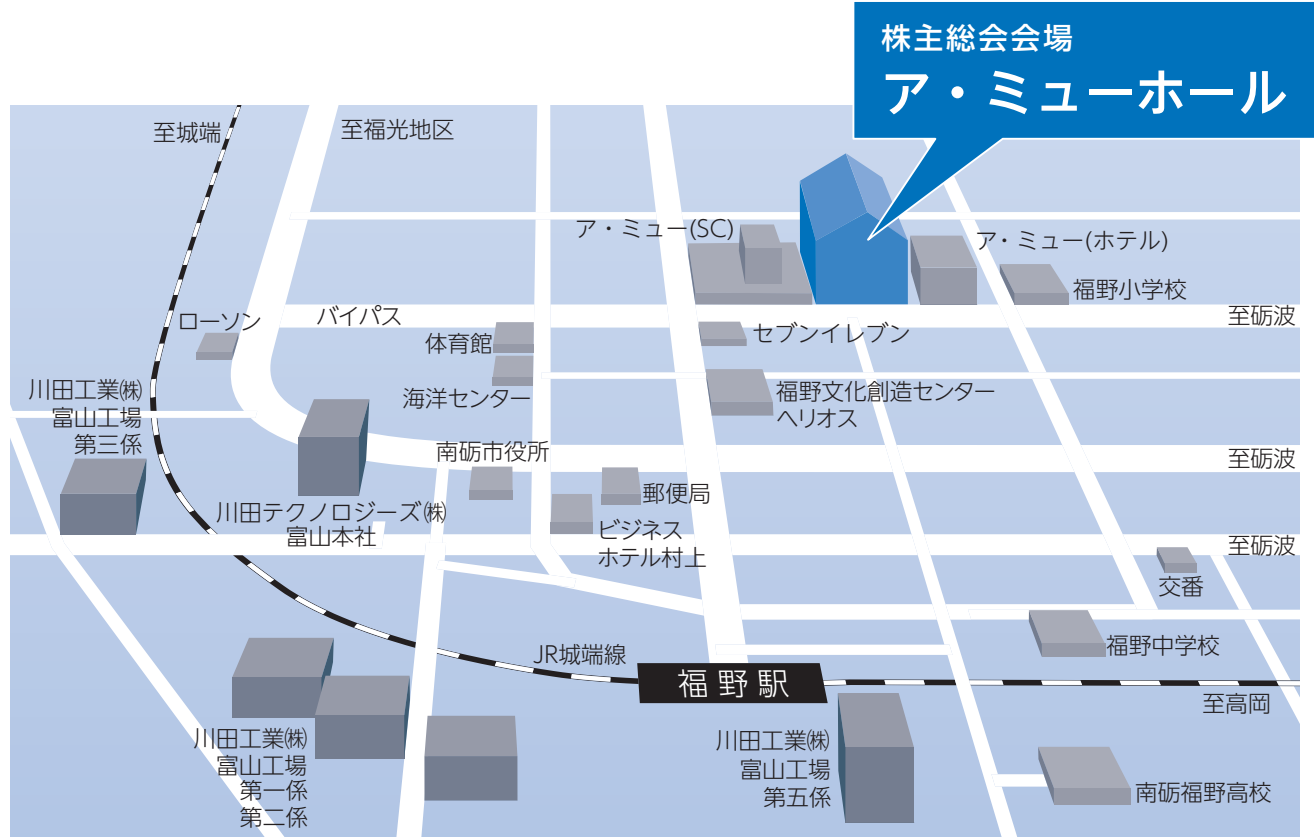 株主総会会場
ア・ミューホール
至城端
至福光地区
ア・ミュー(SC)
ア・ミュー(ホテル)
福野小学校
ローソン
バイパス
至砺波
体育館
セブンイレブン
川田工業㈱
富山工場
第三係
海洋センター
福野文化創造センター
ヘリオス
南砺市役所
至砺波
郵便局
川田テクノロジーズ㈱
富山本社
ビジネス
ホテル村上
至砺波
交番
JR城端線
福野中学校
福野駅
至高岡
川田工業㈱
富山工場
第一係
第二係
川田工業㈱
富山工場
第五係
南砺福野高校